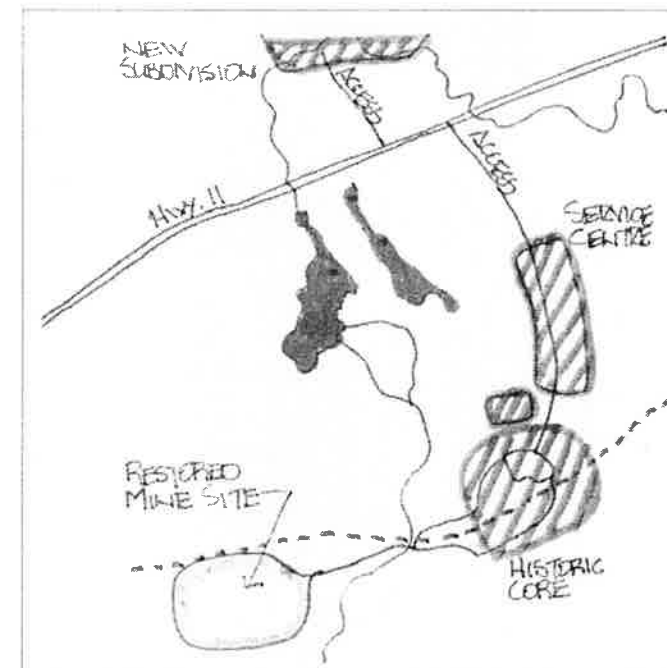 NEW
SUBDIVISION
ACCESS
ACCESS
HWY. 11
SERVICE
CENTRE
RESTORED
MINE SITE
HISTORIC
CORE